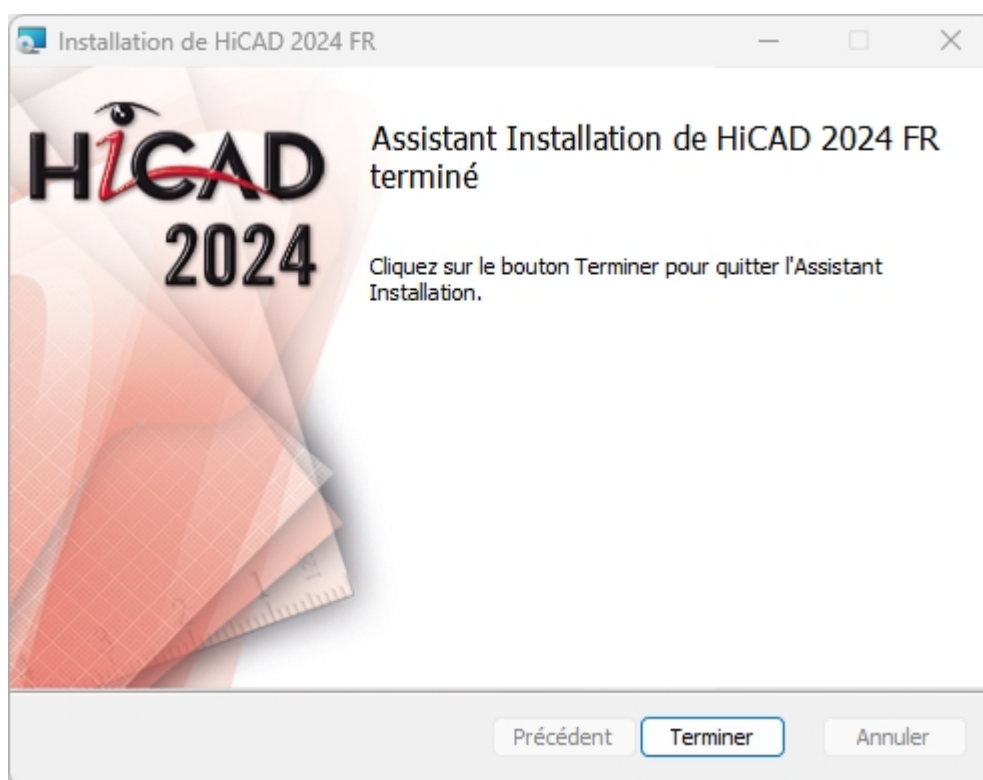 Installation de HiCAD 2024 FR
HiCAD
2024
Assistant Installation de HiCAD 2024 FR
terminé
Cliquez sur le bouton Terminer pour quitter l'Assistant
Installation.
Précédent
Terminer
Annuler